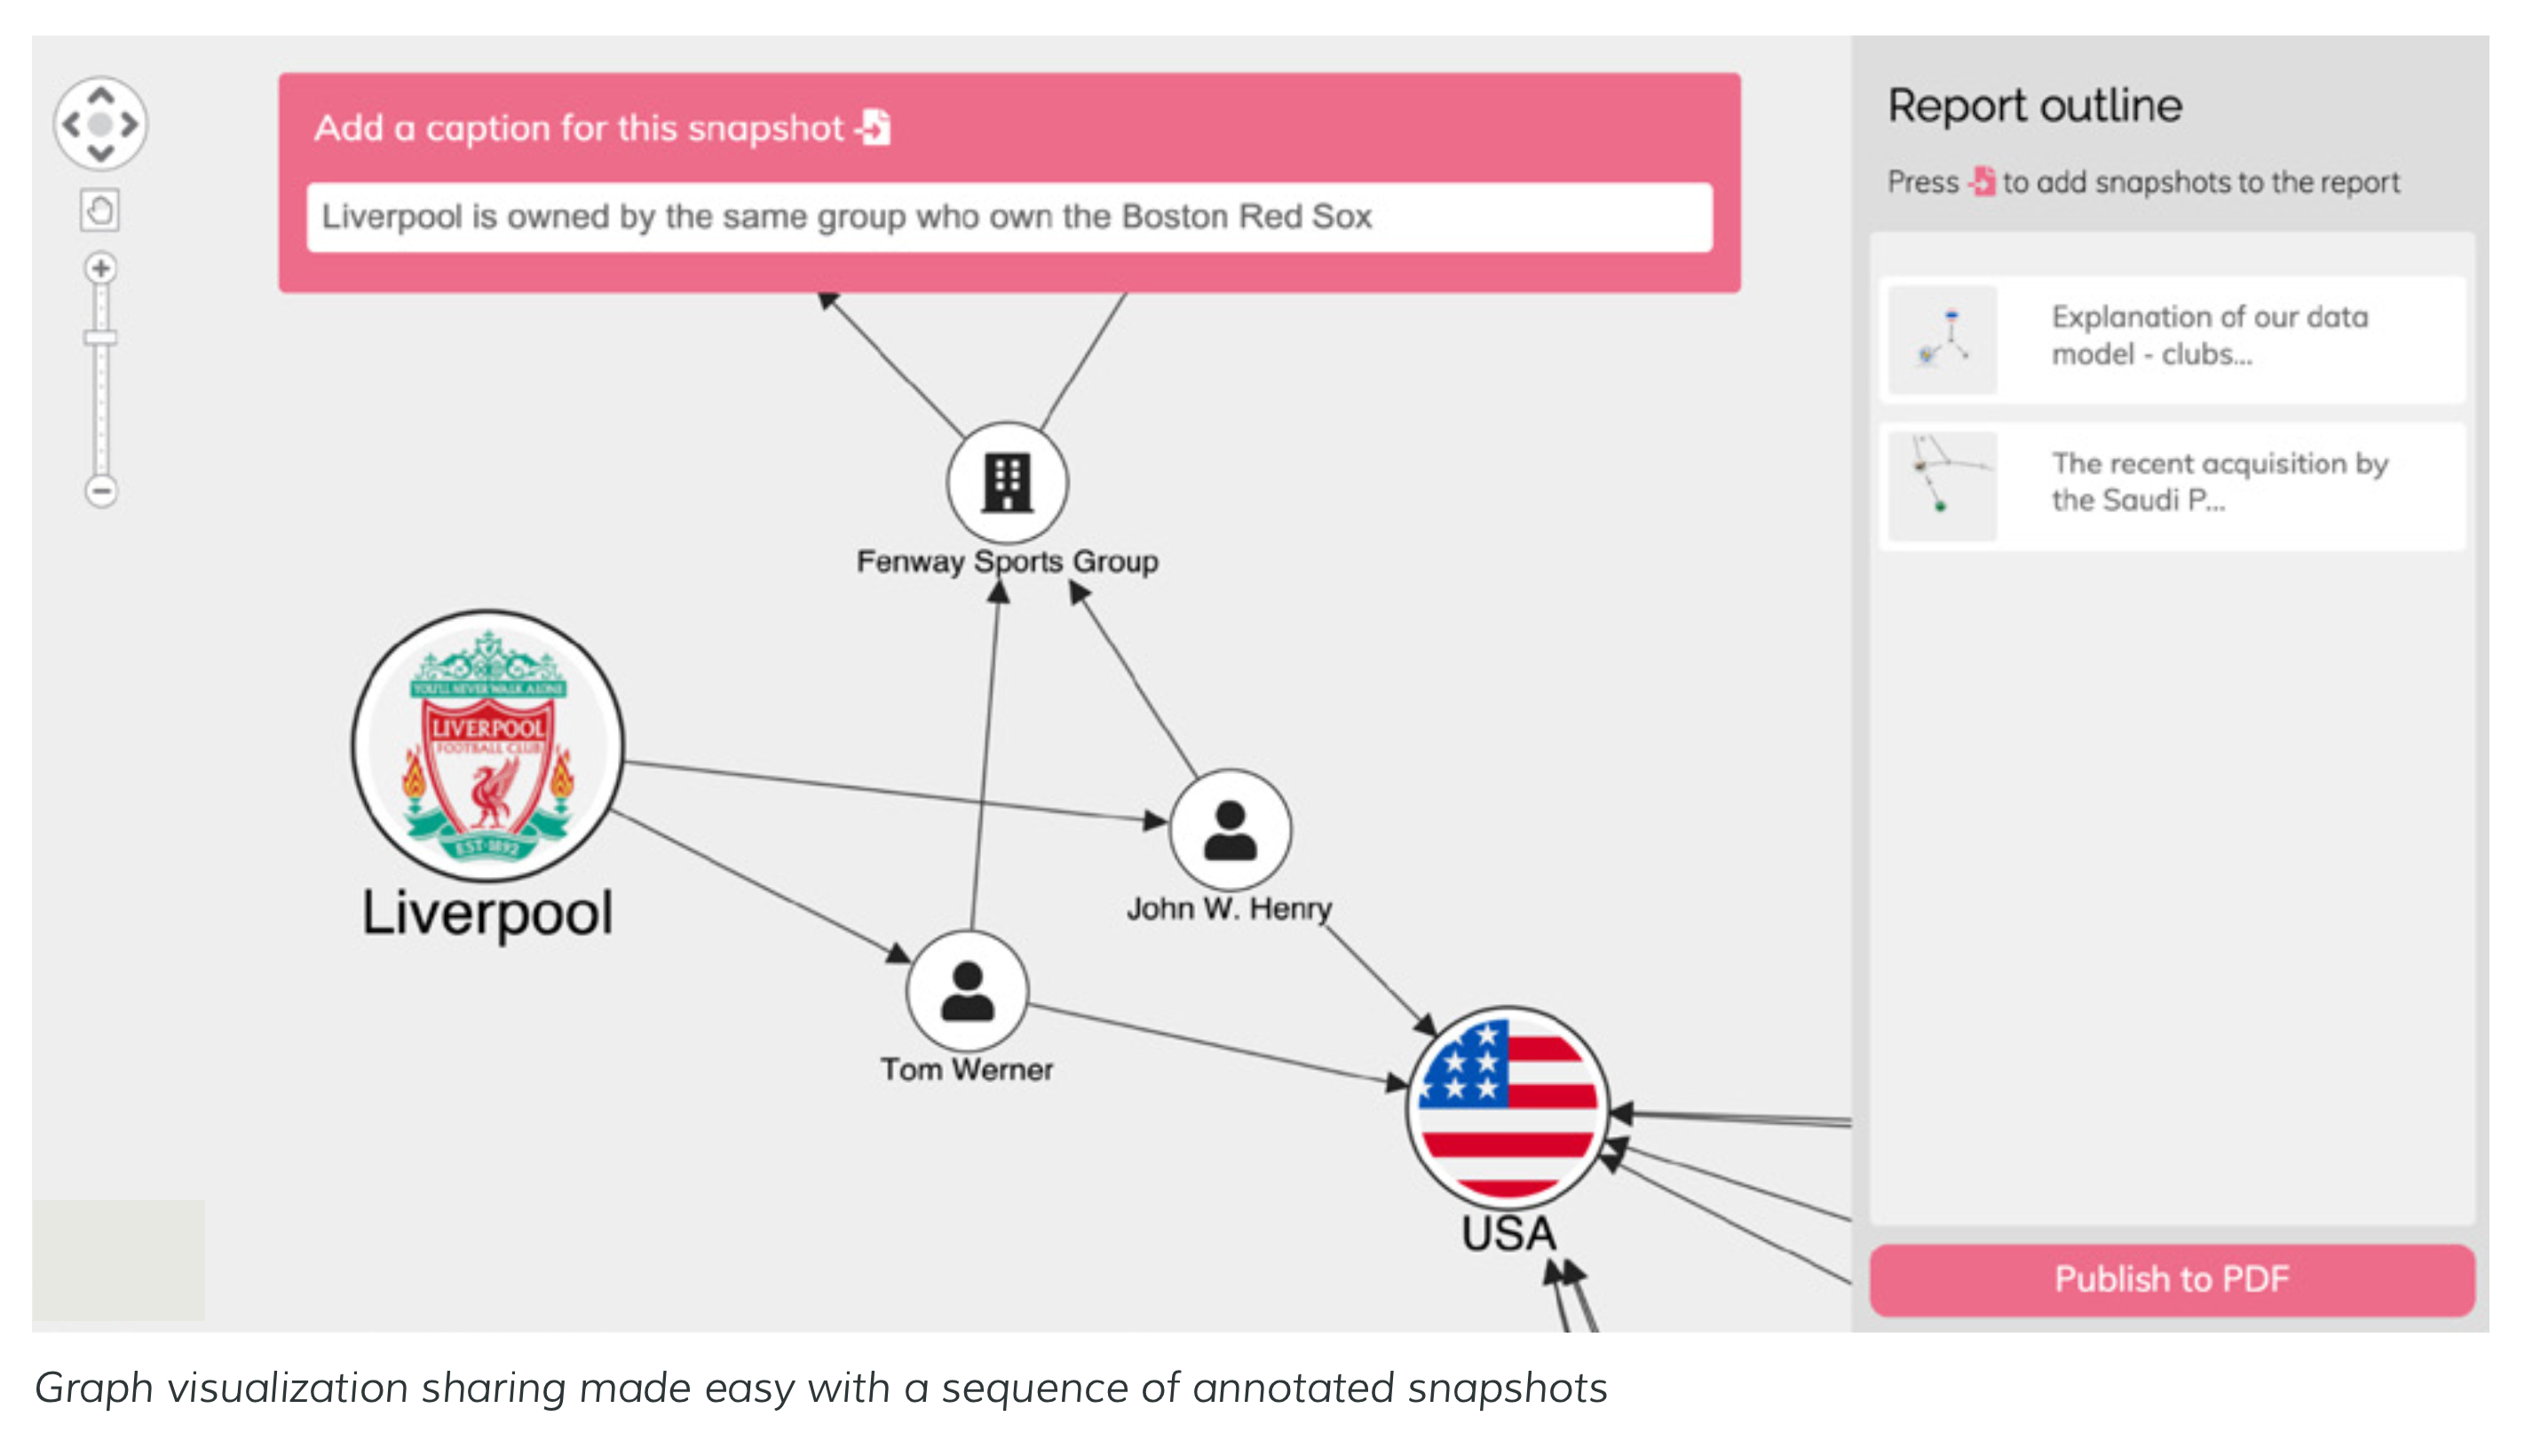 Add a caption for this snapshot
Liverpool is owned by the same group who own the Boston Red Sox
Report outline
Press to add snapshots to the report
Explanation of our data
model - clubs...
The recent acquisition by
the Saudi P...
Fenway Sports Group
YOU'LL NEVER WALK ALONE
LIVERPOOL
FOOTBALL CLUB
EST·1892
Liverpool
John W. Henry
Tom Werner
USA
Publish to PDF
Graph visualization sharing made easy with a sequence of annotated snapshots